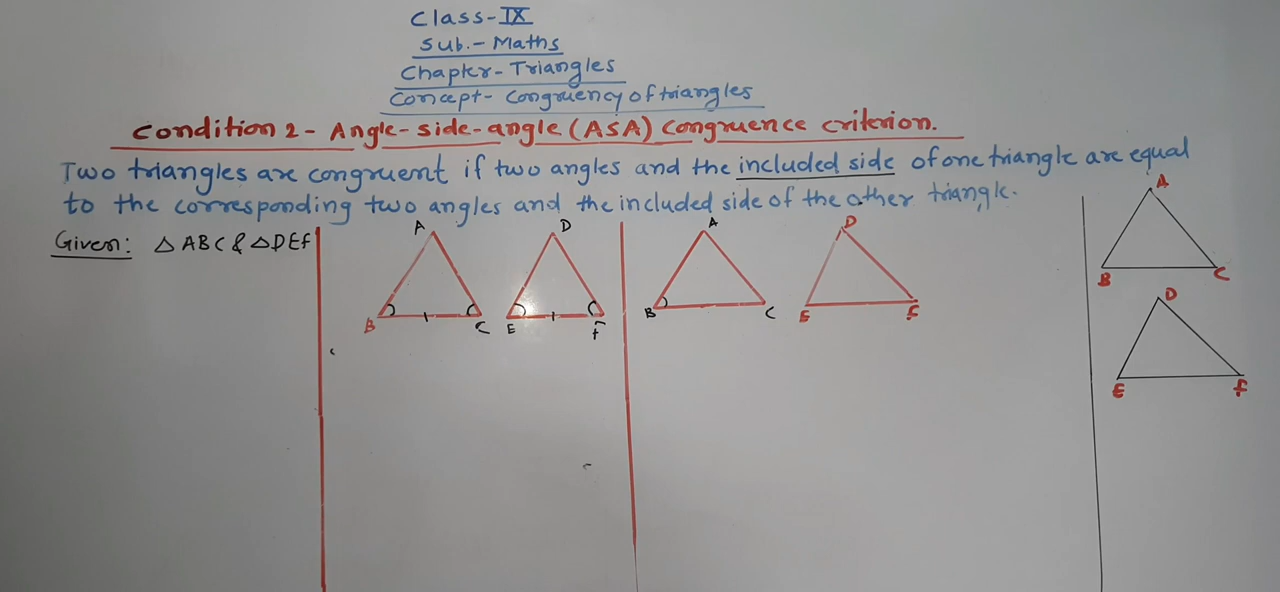 Class-IX
Sub.- Maths
Chapter- Triangles
Concept- Congruency of triangles
Condition 2 - Angle-side-angle (ASA) Congruence criterion.
Two triangles are congruent if two angles and the included side of one triangle are equal
to the corresponding two angles and the included side of the other triangle.
Given: △ABC & △DEF
A
B C
D
E F
A
B C
D
E F
A
B C
D
E F